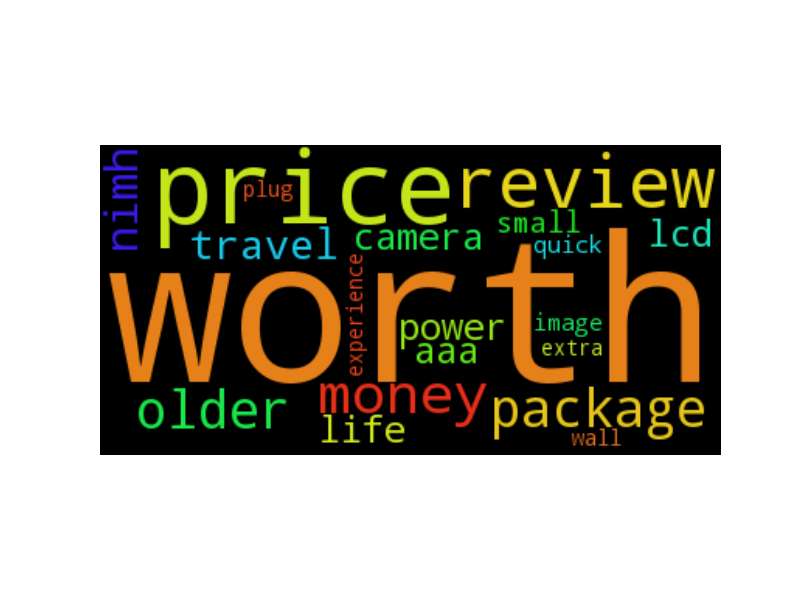 nimh
price
plug
review
travel
camera
small
quick
lcd
worth
experience
power
aaa
image
extra
older
money
life
package
wall